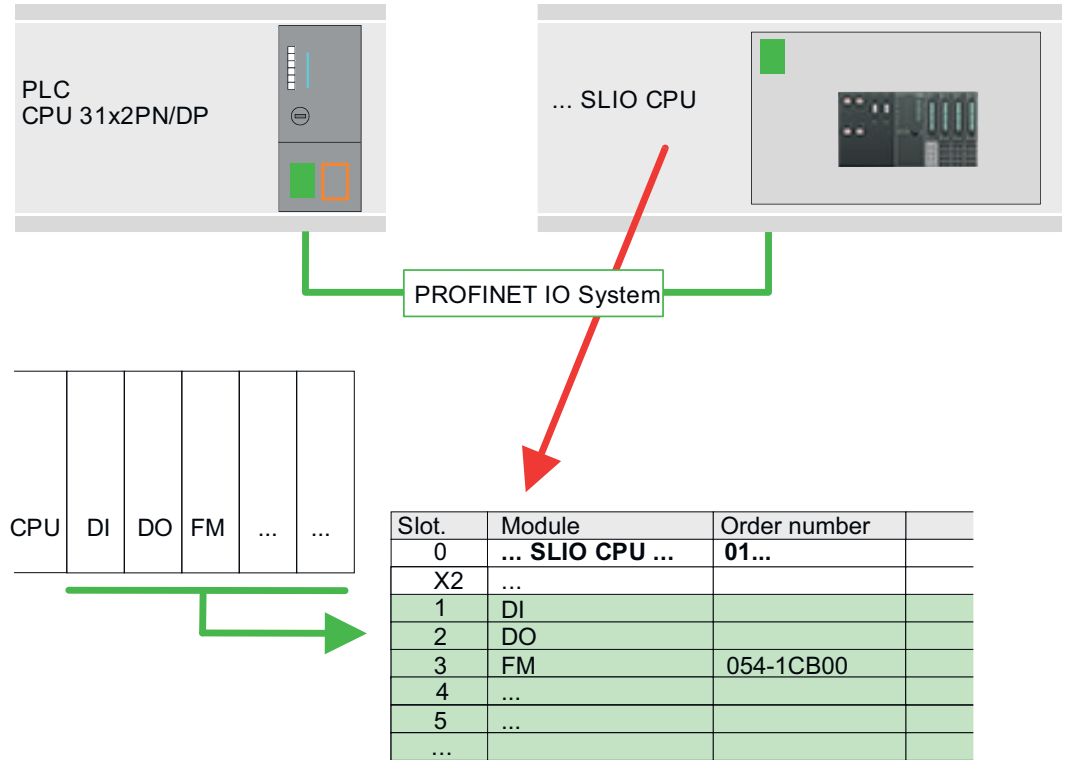 PLC
CPU 31x2PN/DP
... SLIO CPU
PROFINET IO System
CPU DI DO FM ... ...
Slot. Module Order number
0 ... SLIO CPU ... 01...
X2 ...
1 DI
2 DO
3 FM 054-1CB00
4 ...
5 ...
...